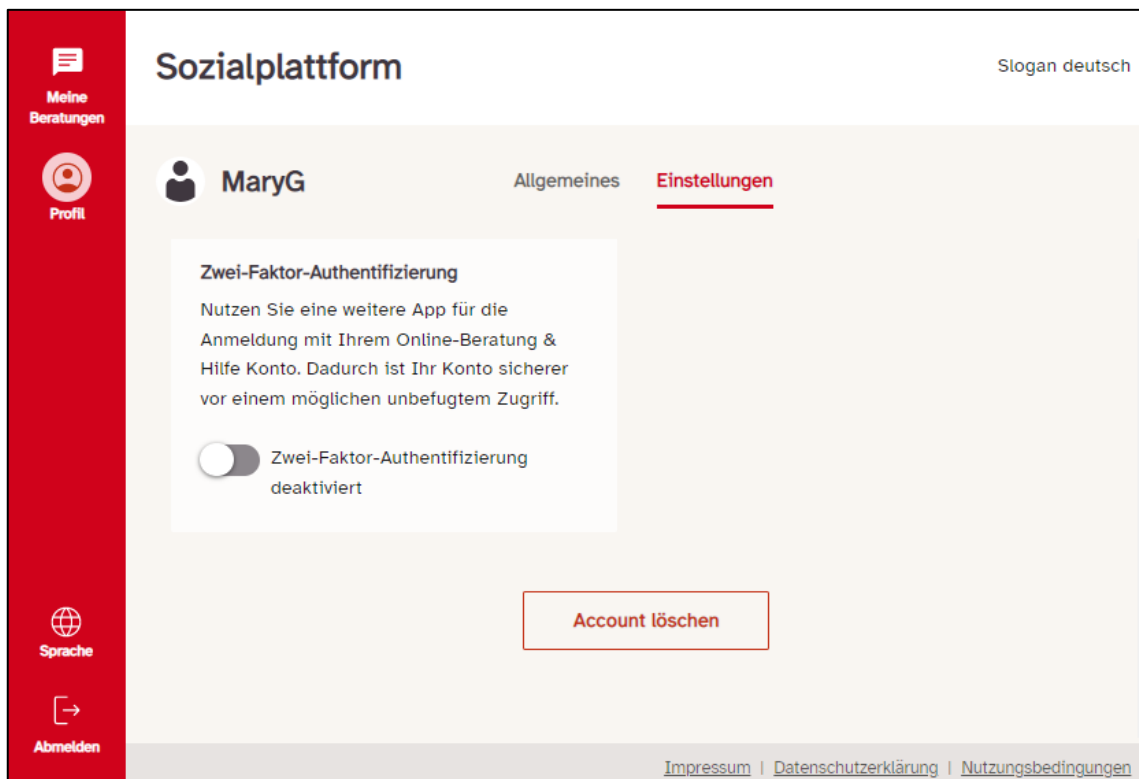 Meine
Beratungen
Profil
Sprache
Abmelden
Sozialplattform
Slogan deutsch
MaryG
Allgemeines
Einstellungen
Zwei-Faktor-Authentifizierung
Nutzen Sie eine weitere App für die
Anmeldung mit Ihrem Online-Beratung &
Hilfe Konto. Dadurch ist Ihr Konto sicherer
vor einem möglichen unbefugtem Zugriff.
Zwei-Faktor-Authentifizierung
deaktiviert
Account löschen
Impressum | Datenschutzerklärung | Nutzungsbedingungen